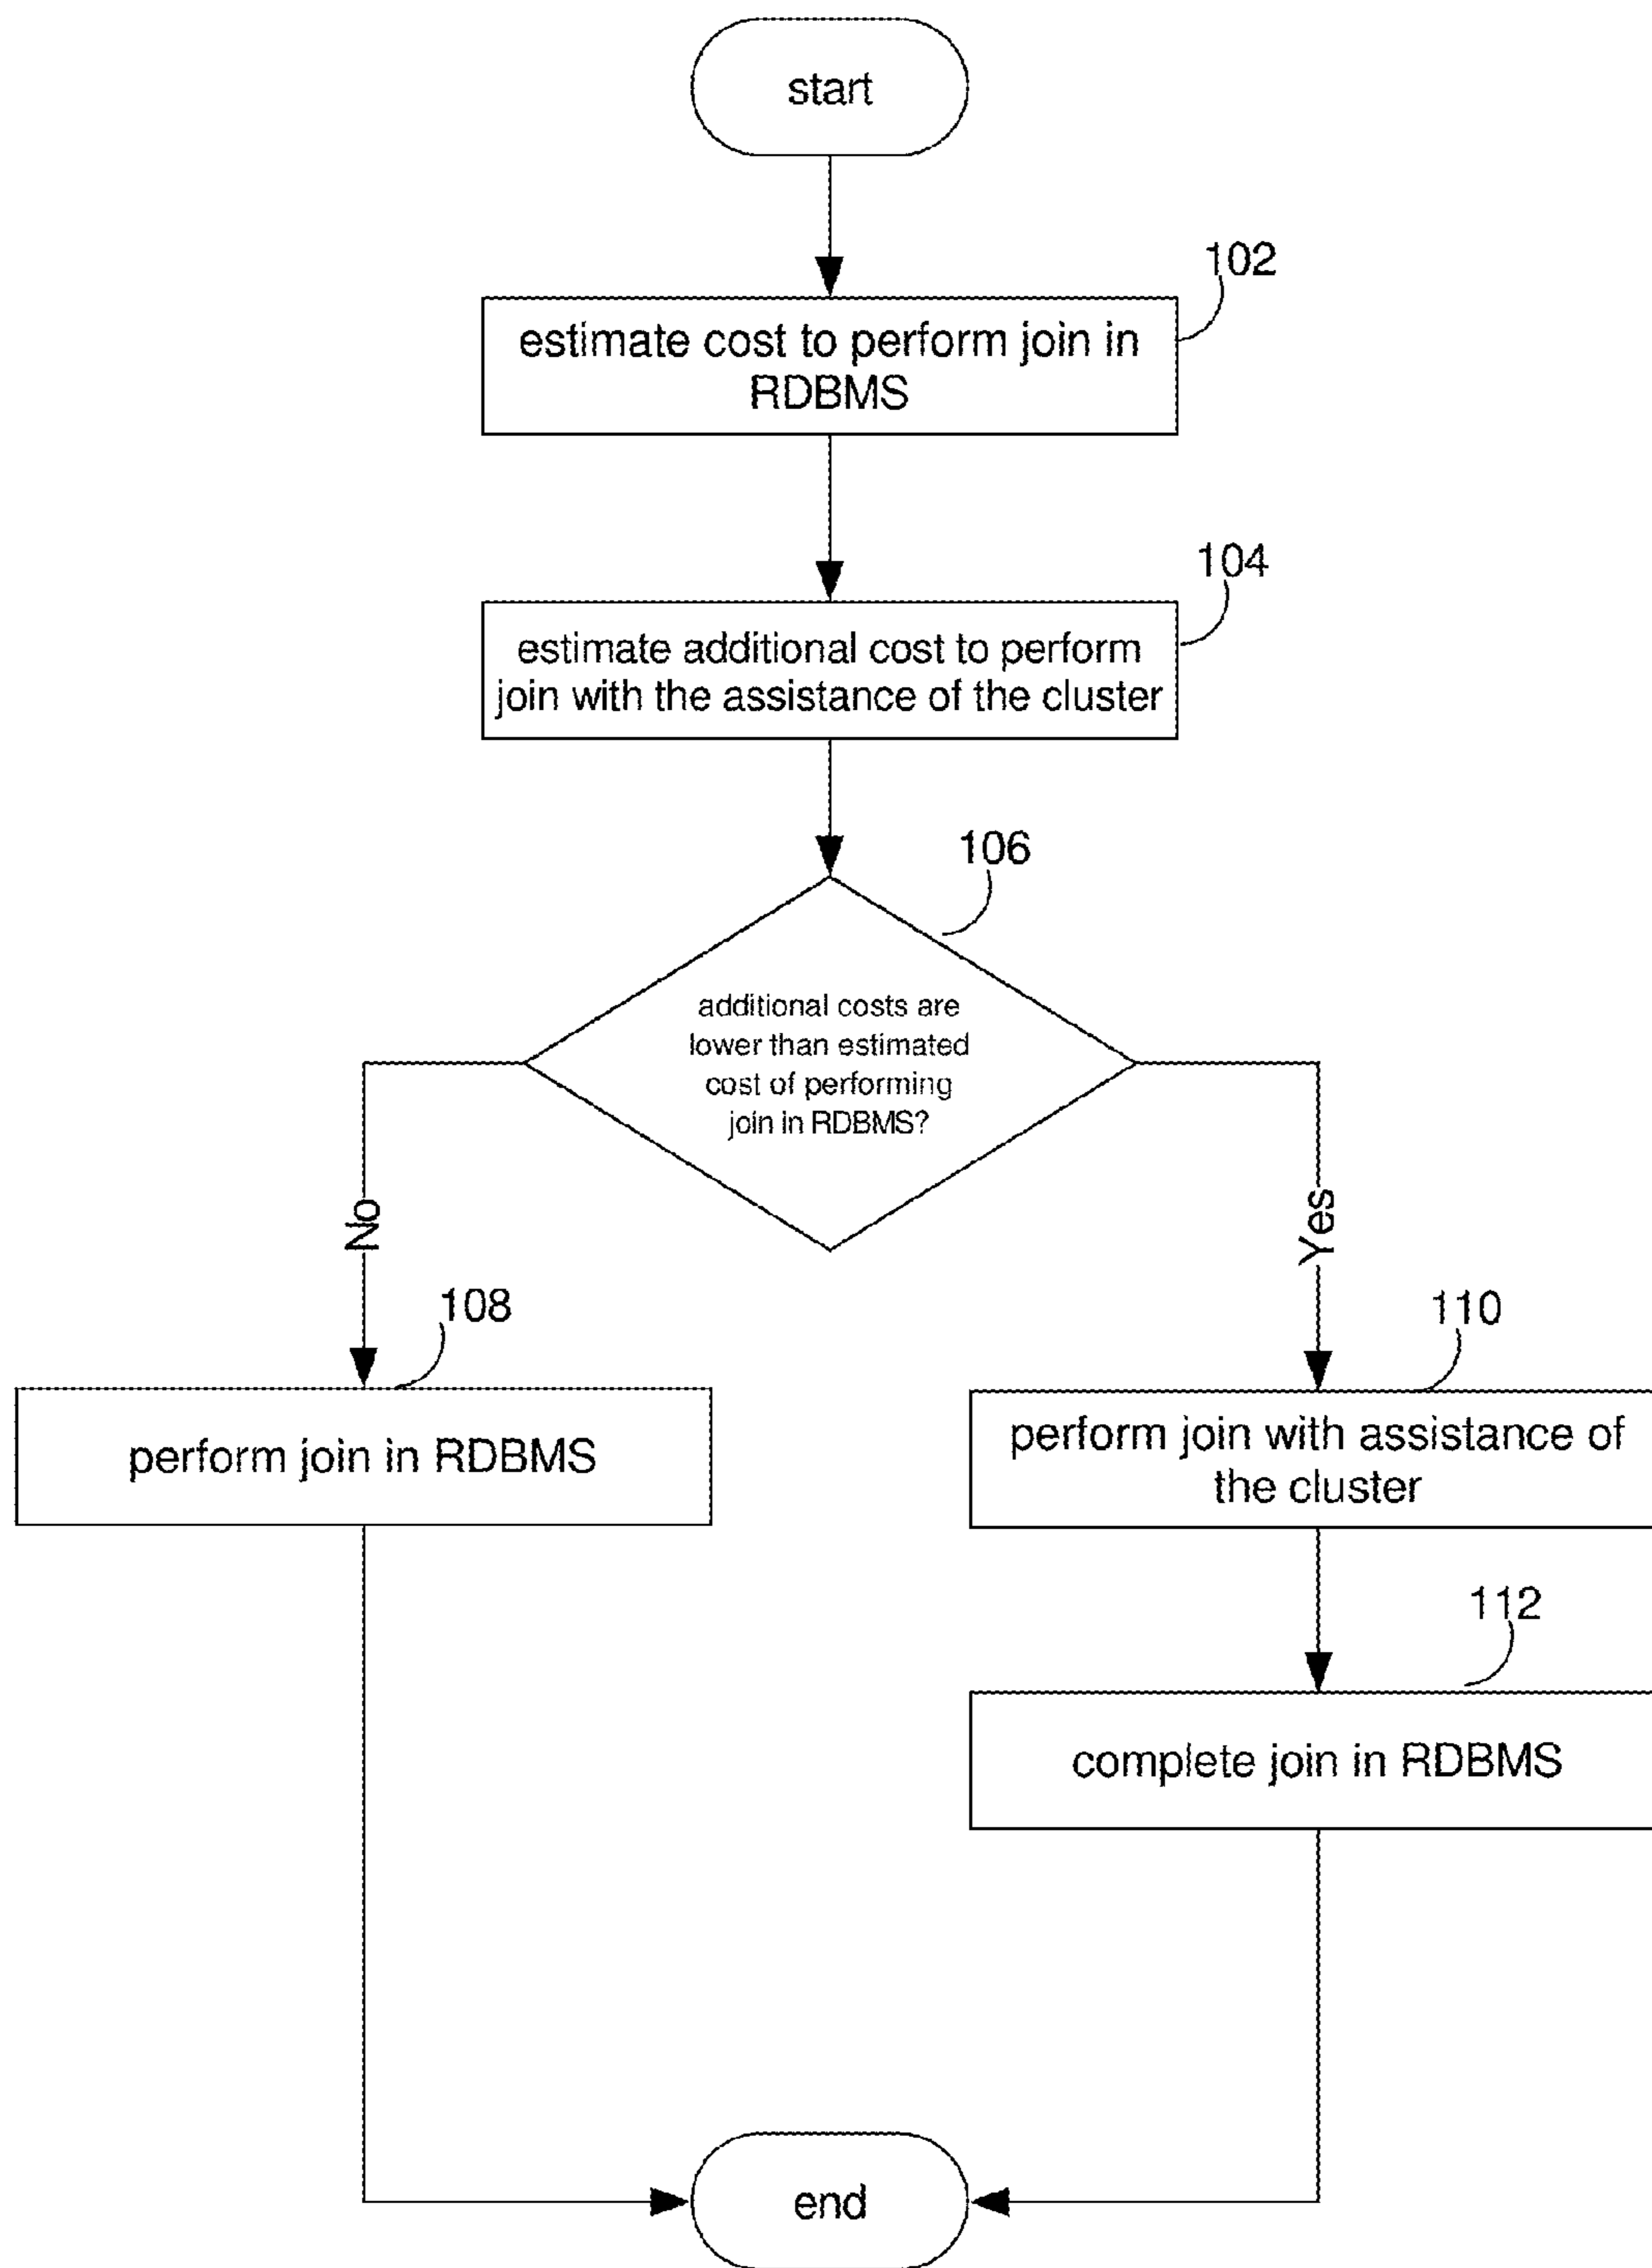 start
102
estimate cost to perform join in
RDBMS
104
estimate additional cost to perform
join with the assistance of the cluster
106
additional costs are
lower than estimated
cost of performing
join in RDBMS?
No
Yes
108
perform join in RDBMS
110
perform join with assistance of
the cluster
112
complete join in RDBMS
end